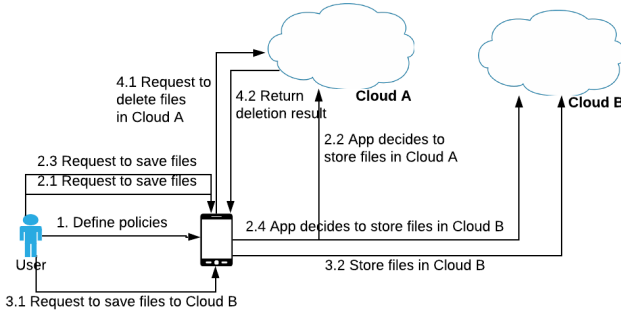 4.1 Request to
delete files
in Cloud A
4.2 Return
deletion result
Cloud A
Cloud B
2.2 App decides to
store files in Cloud A
2.3 Request to save files
2.1 Request to save files
1. Define policies
2.4 App decides to store files in Cloud B
User
3.2 Store files in Cloud B
3.1 Request to save files to Cloud B